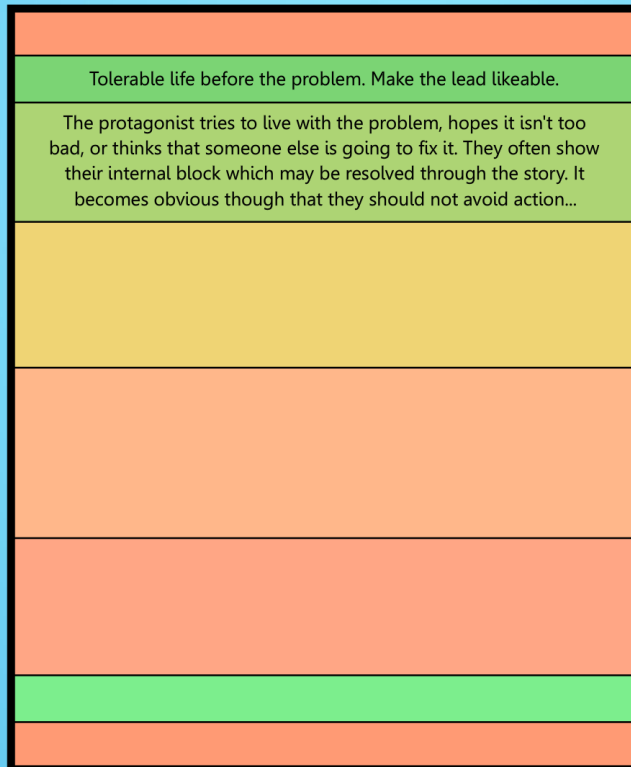 Tolerable life before the problem. Make the lead likeable.
The protagonist tries to live with the problem, hopes it isn't too
bad, or thinks that someone else is going to fix it. They often show
their internal block which may be resolved through the story. It
becomes obvious though that they should not avoid action...